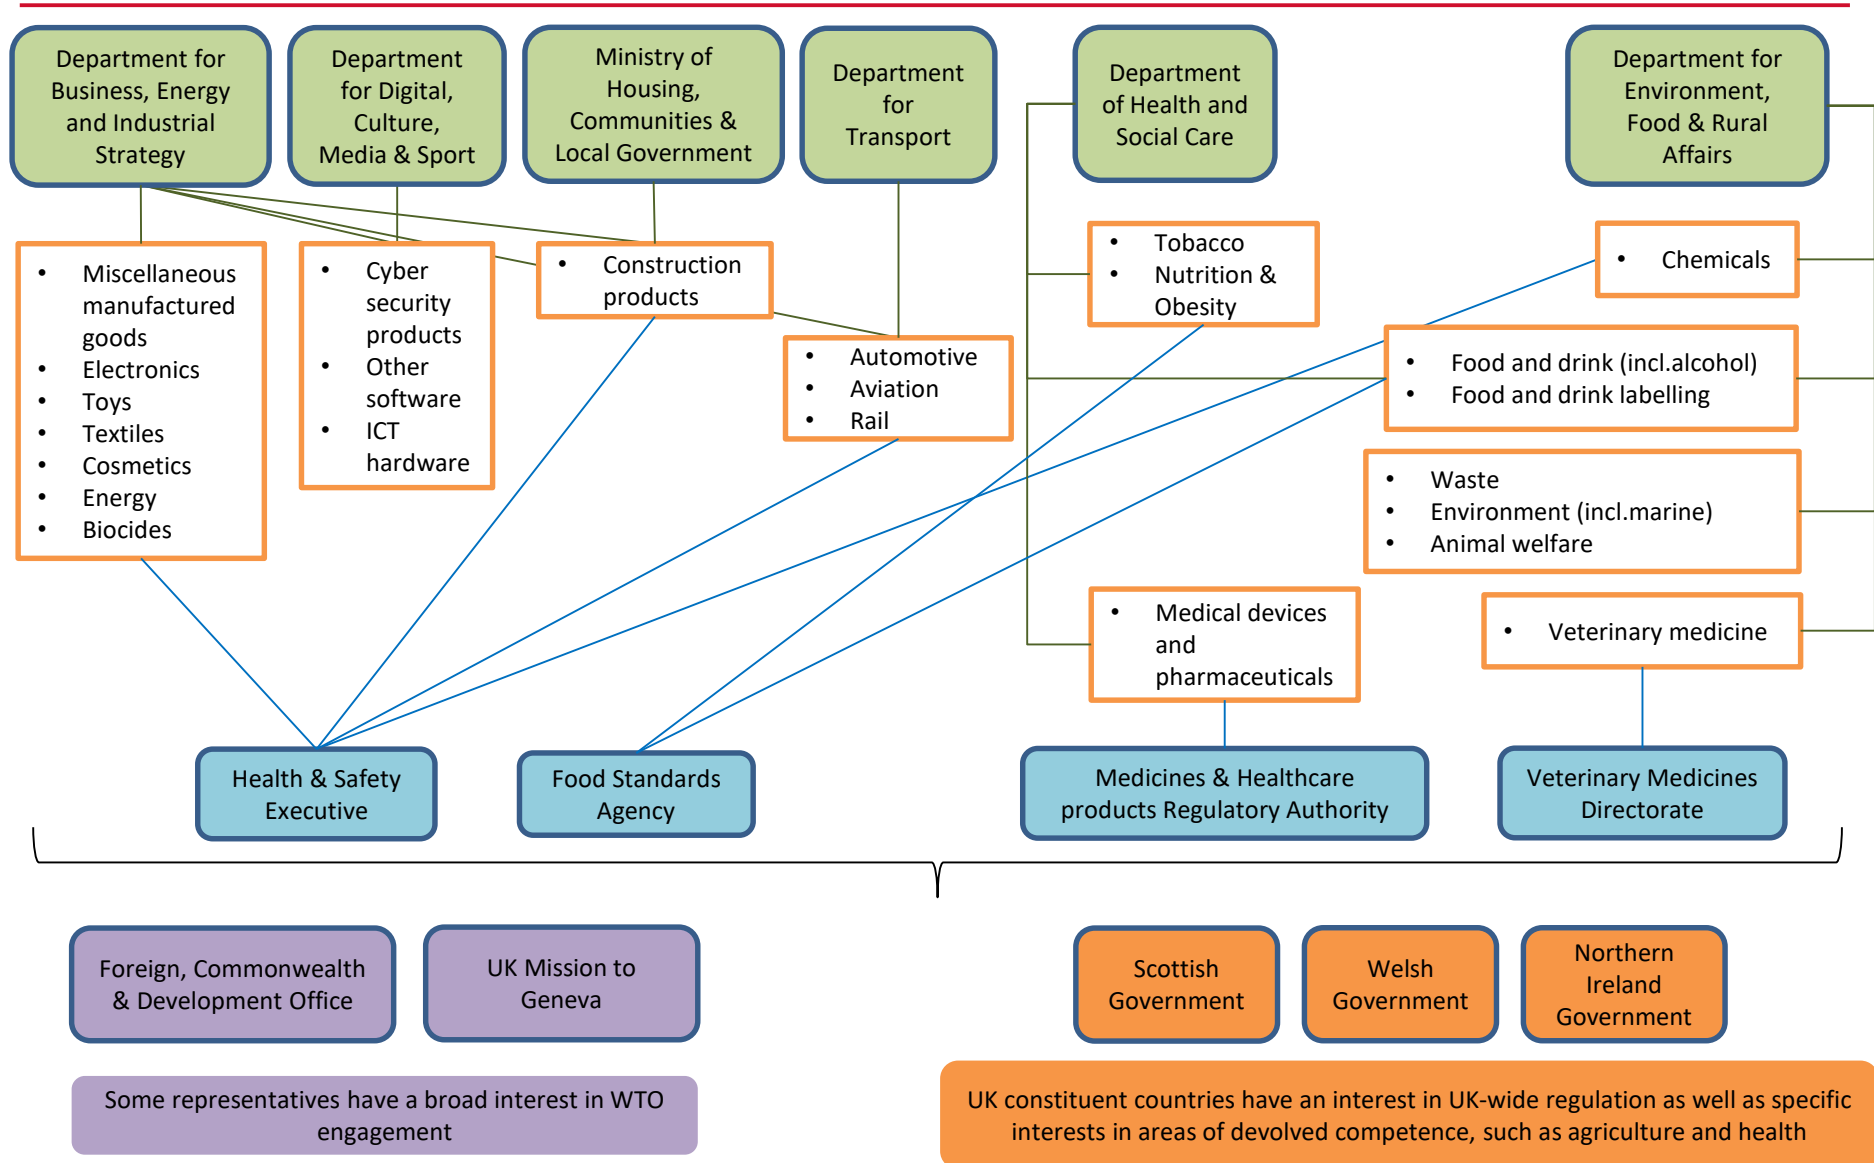 Department for
Business, Energy
and Industrial
Strategy
Department
for Digital,
Culture,
Media & Sport
Ministry of
Housing,
Communities &
Local Government
Department
for
Transport
Department
of Health and
Social Care
Department for
Environment,
Food & Rural
Affairs
• Miscellaneous
manufactured
goods
• Electronics
• Toys
• Textiles
• Cosmetics
• Energy
• Biocides
• Cyber
security
products
• Other
software
• ICT
hardware
• Construction
products
• Automotive
• Aviation
• Rail
• Tobacco
• Nutrition &
Obesity
• Chemicals
• Food and drink (incl.alcohol)
• Food and drink labelling
• Waste
• Environment (incl.marine)
• Animal welfare
• Medical devices
and
pharmaceuticals
• Veterinary medicine
Health & Safety
Executive
Food Standards
Agency
Medicines & Healthcare
products Regulatory Authority
Veterinary Medicines
Directorate
Foreign, Commonwealth
& Development Office
UK Mission to
Geneva
Scottish
Government
Welsh
Government
Northern
Ireland
Government
Some representatives have a broad interest in WTO
engagement
UK constituent countries have an interest in UK-wide regulation as well as specific
interests in areas of devolved competence, such as agriculture and health